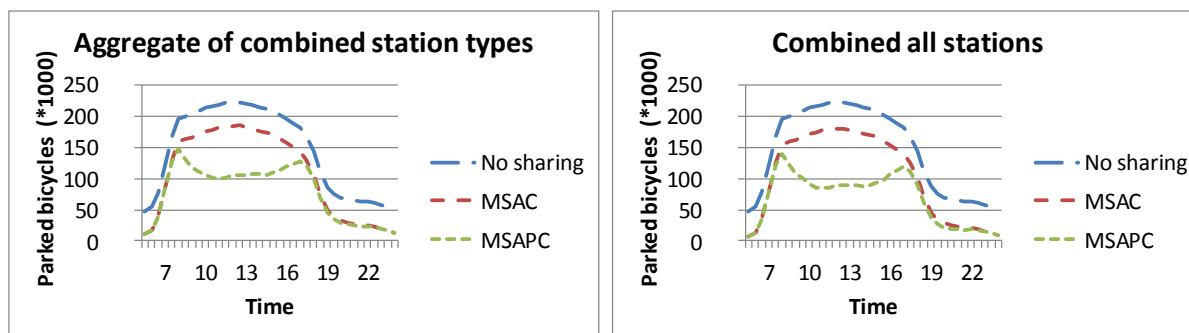 Aggregate of combined station types
Parked bicycles (*1000)
250
200
150
100
50
0
7 10 13 16 19 22
Time
No sharing
MSAC
MSAPC
Combined all stations
Parked bicycles (*1000)
250
200
150
100
50
0
7 10 13 16 19 22
Time
No sharing
MSAC
MSAPC